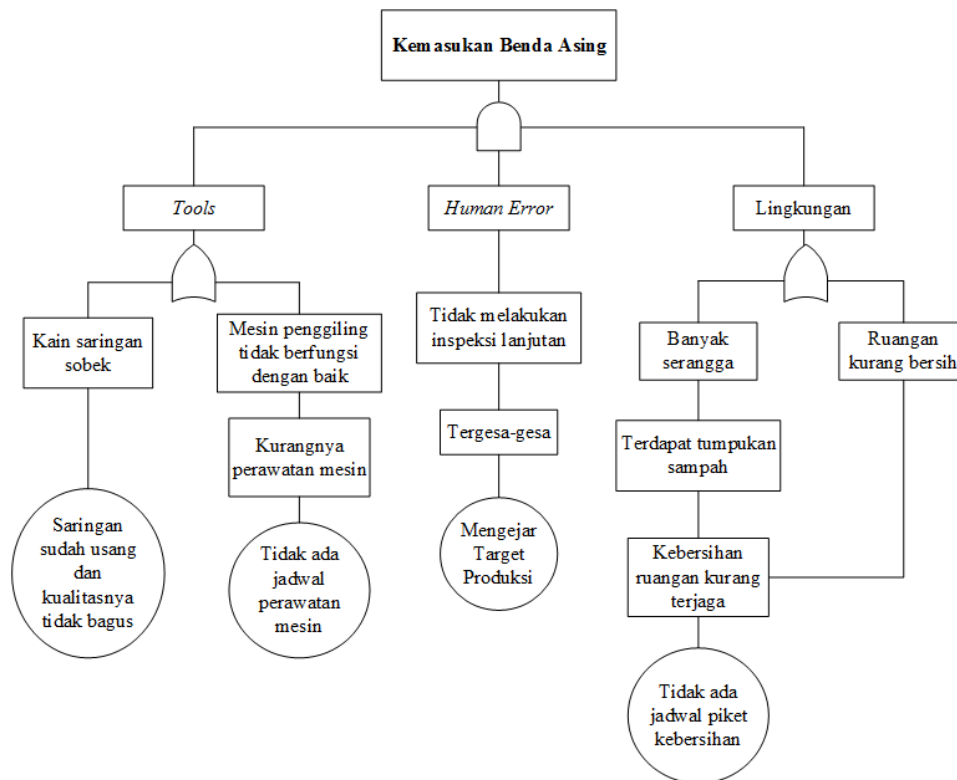 Kemasukan Benda Asing
Tools
Human Error
Lingkungan
Kain saringan
sobek
Mesin penggiling
tidak berfungsi
dengan baik
Tidak melakukan
inspeksi lanjutan
Banyak
serangga
Ruangan
kurang bersih
Kurangnya
perawatan mesin
Tergesa-gesa
Terdapat tumpukan
sampah
Saringan
sudah usang
dan
kualitasnya
tidak bagus
Tidak ada
jadwal
perawatan
mesin
Mengejar
Target
Produksi
Kebersihan
ruangan kurang
terjaga
Tidak ada
jadwal piket
kebersihan